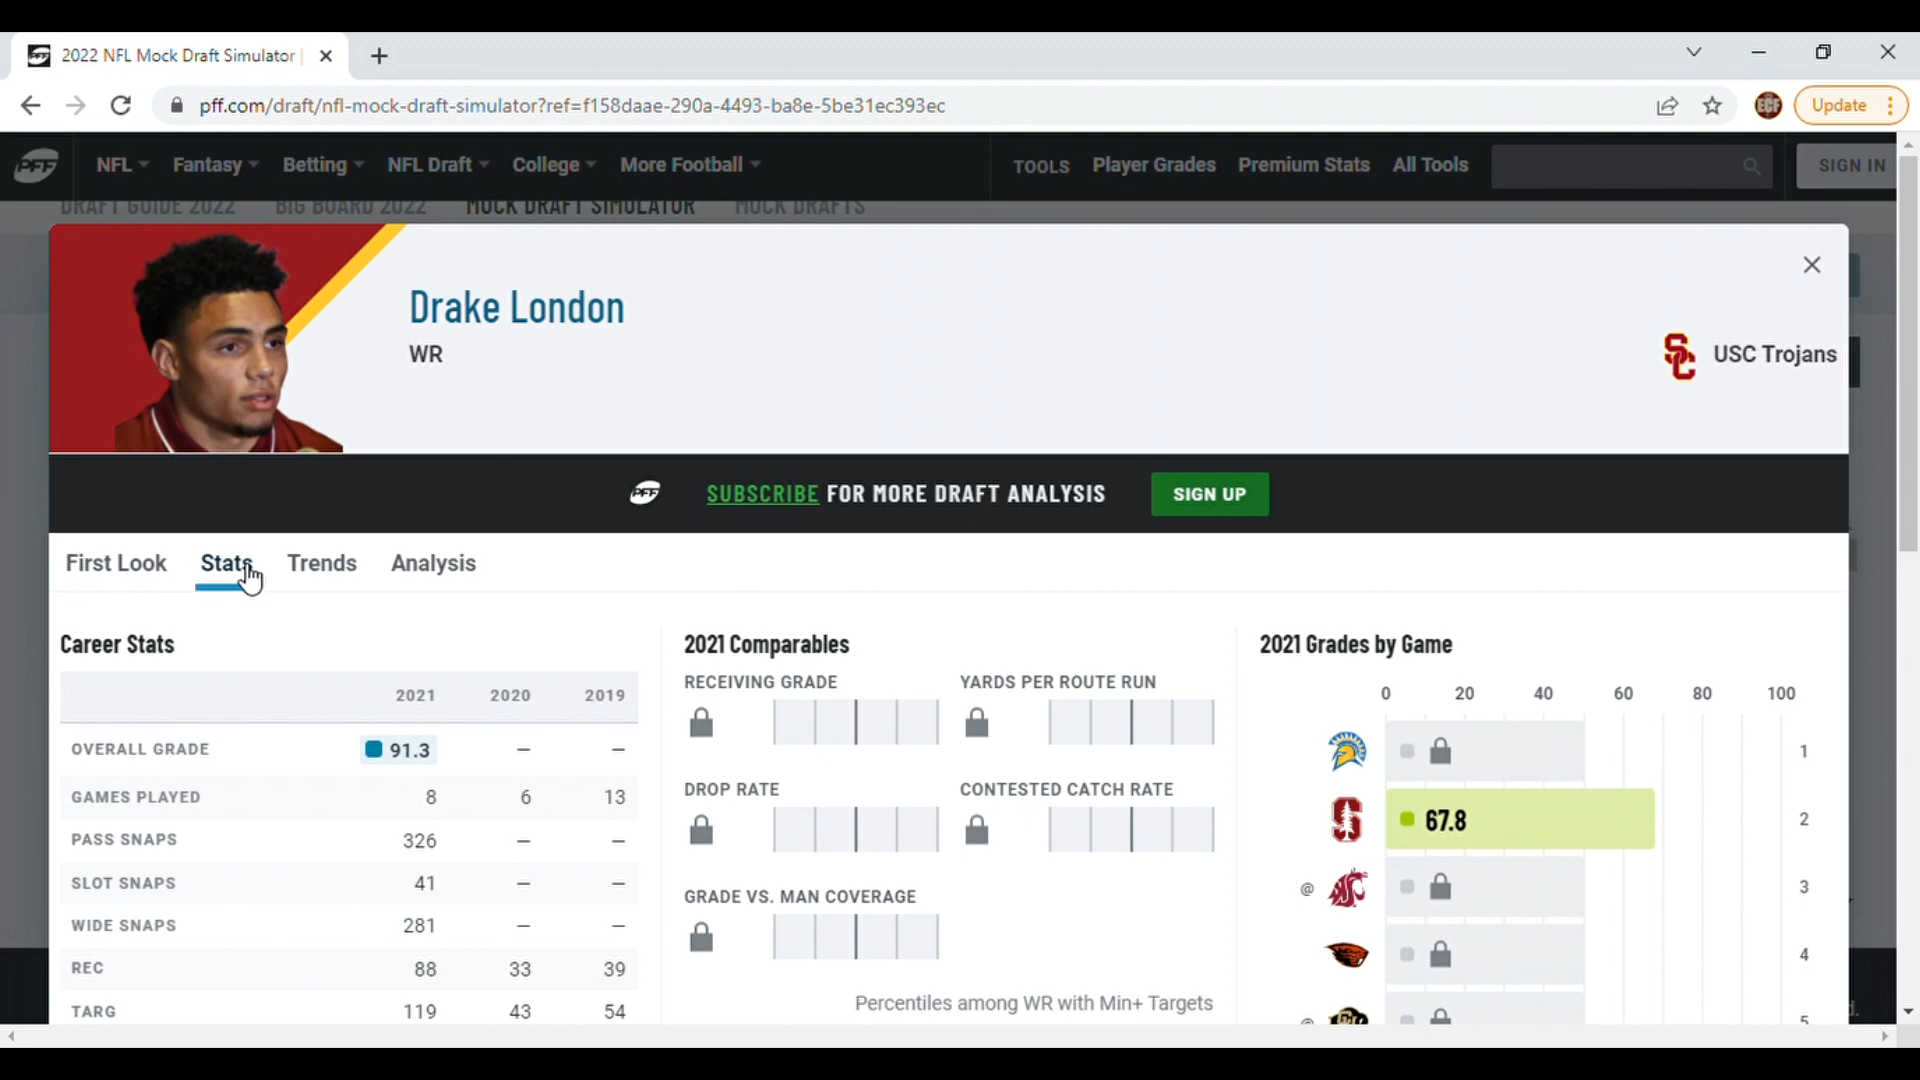 2022 NFL Mock Draft Simulator |
pff.com/draft/nfl-mock-draft-simulator?ref=f158daae-290a-4493-ba8e-5be31ec393ec
ECF
Update
PFF NFL Fantasy Betting NFL Draft College More Football TOOLS Player Grades Premium Stats All Tools SIGN IN
DRAFT GUIDE 2022 BIG BOARD 2022 MOCK DRAFT SIMULATOR MOCK DRAFTS
Drake London
WR
SC USC Trojans
PFF SUBSCRIBE FOR MORE DRAFT ANALYSIS SIGN UP
First Look Stats Trends Analysis
Career Stats
2021 2020 2019
OVERALL GRADE 91.3 – –
GAMES PLAYED 8 6 13
PASS SNAPS 326 – –
SLOT SNAPS 41 – –
WIDE SNAPS 281 – –
REC 88 33 39
TARG 119 43 54
2021 Comparables
RECEIVING GRADE YARDS PER ROUTE RUN
DROP RATE CONTESTED CATCH RATE
GRADE VS. MAN COVERAGE
Percentiles among WR with Min+ Targets
2021 Grades by Game
0 20 40 60 80 100
1
S 67.8 2
@ 3
4
@ 5